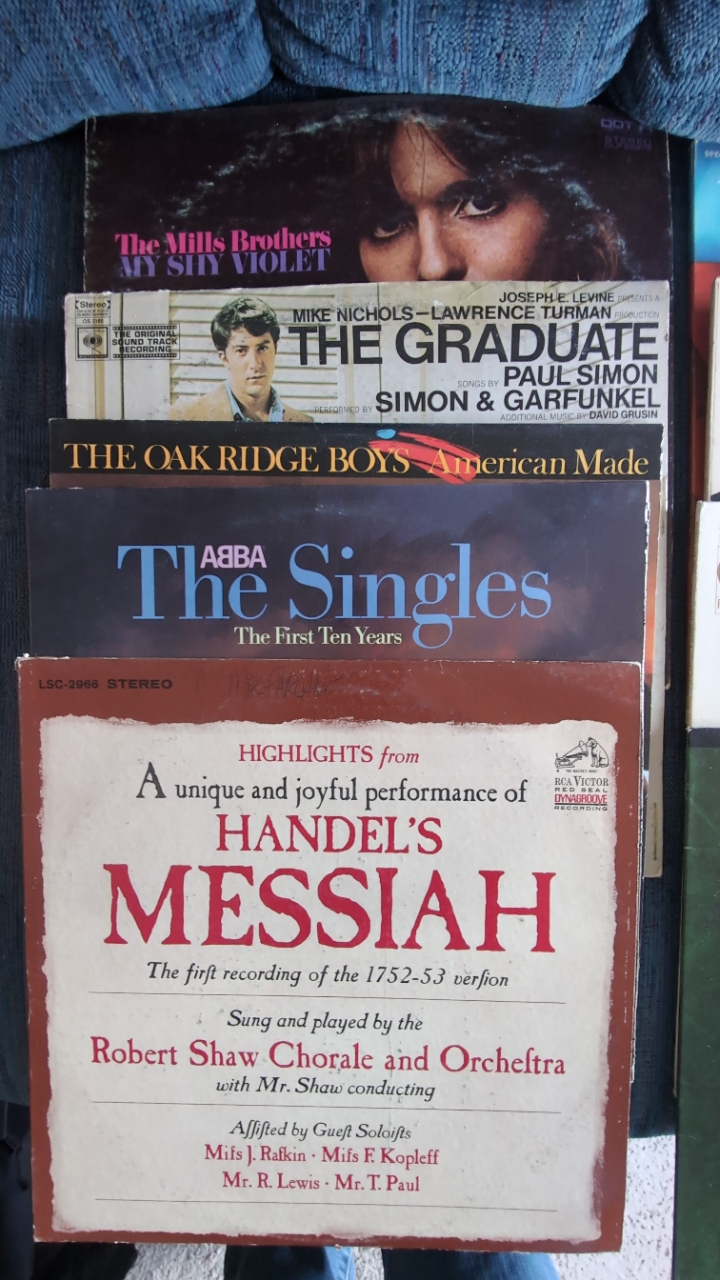 DOT
STEREO
The Mills Brothers
MY SHY VIOLET
Stereo
THE ORIGINAL
SOUND TRACK
RECORDING
JOSEPH E. LEVINE PRESENTS A
MIKE NICHOLS—LAWRENCE TURMAN PRODUCTION
THE GRADUATE
SONGS BY PAUL SIMON
PERFORMED BY SIMON & GARFUNKEL
ADDITIONAL MUSIC BY DAVID GRUSIN
THE OAK RIDGE BOYS American Made
ABBA
The Singles
The First Ten Years
LSC-2966 STEREO
HIGHLIGHTS from
A unique and joyful performance of
HANDEL'S
MESSIAH
RCA VICTOR
RED SEAL
DYNAGROOVE
RECORDING
The firſt recording of the 1752-53 verſion
Sung and played by the
Robert Shaw Chorale and Orcheſtra
with Mr. Shaw conducting
Aſſiſted by Gueſt Soloiſts
Miſs J. Raſkin · Miſs F. Kopleff
Mr. R. Lewis · Mr. T. Paul